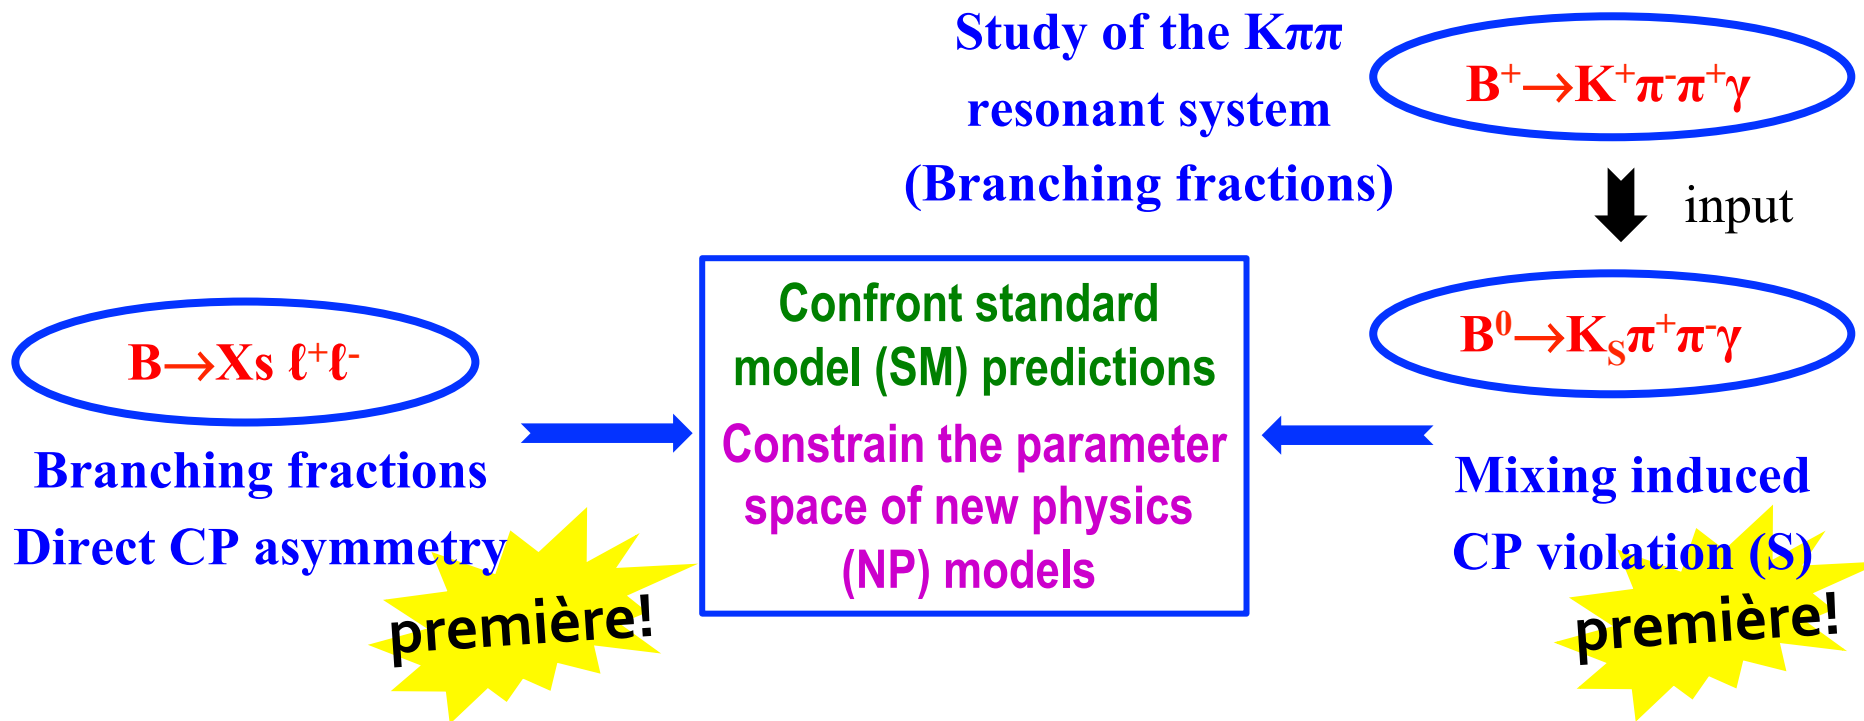 Study of the Kππ
resonant system
(Branching fractions)
B⁺→K⁺π⁻π⁺γ
input
B⁰→K_Sπ⁺π⁻γ
Mixing induced
CP violation (S)
première!
B→Xs ℓ⁺ℓ⁻
Branching fractions
Direct CP asymmetry
première!
Confront standard
model (SM) predictions
Constrain the parameter
space of new physics
(NP) models